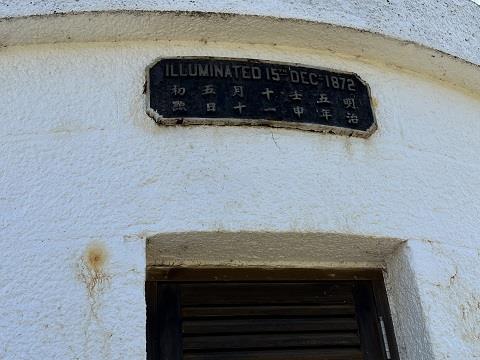 ILLUMINATED 15TH DEC. 1872
明治
五年
壬申
十一
月十
五日
初點